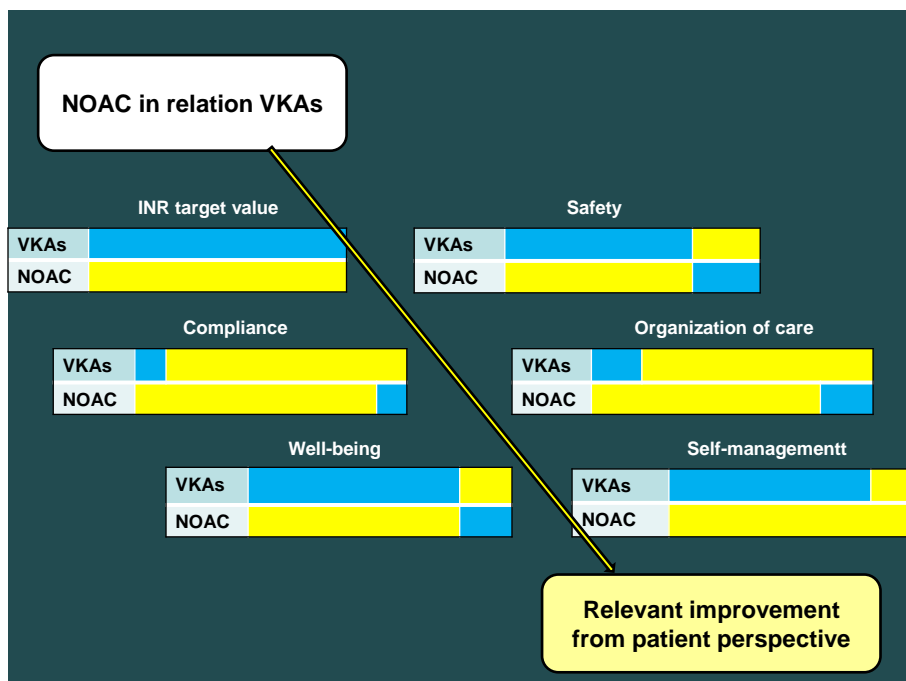 NOAC in relation VKAs
INR target value
VKAs
NOAC
Safety
VKAs
NOAC
Compliance
VKAs
NOAC
Organization of care
VKAs
NOAC
Well-being
VKAs
NOAC
Self-managementt
VKAs
NOAC
Relevant improvement
from patient perspective